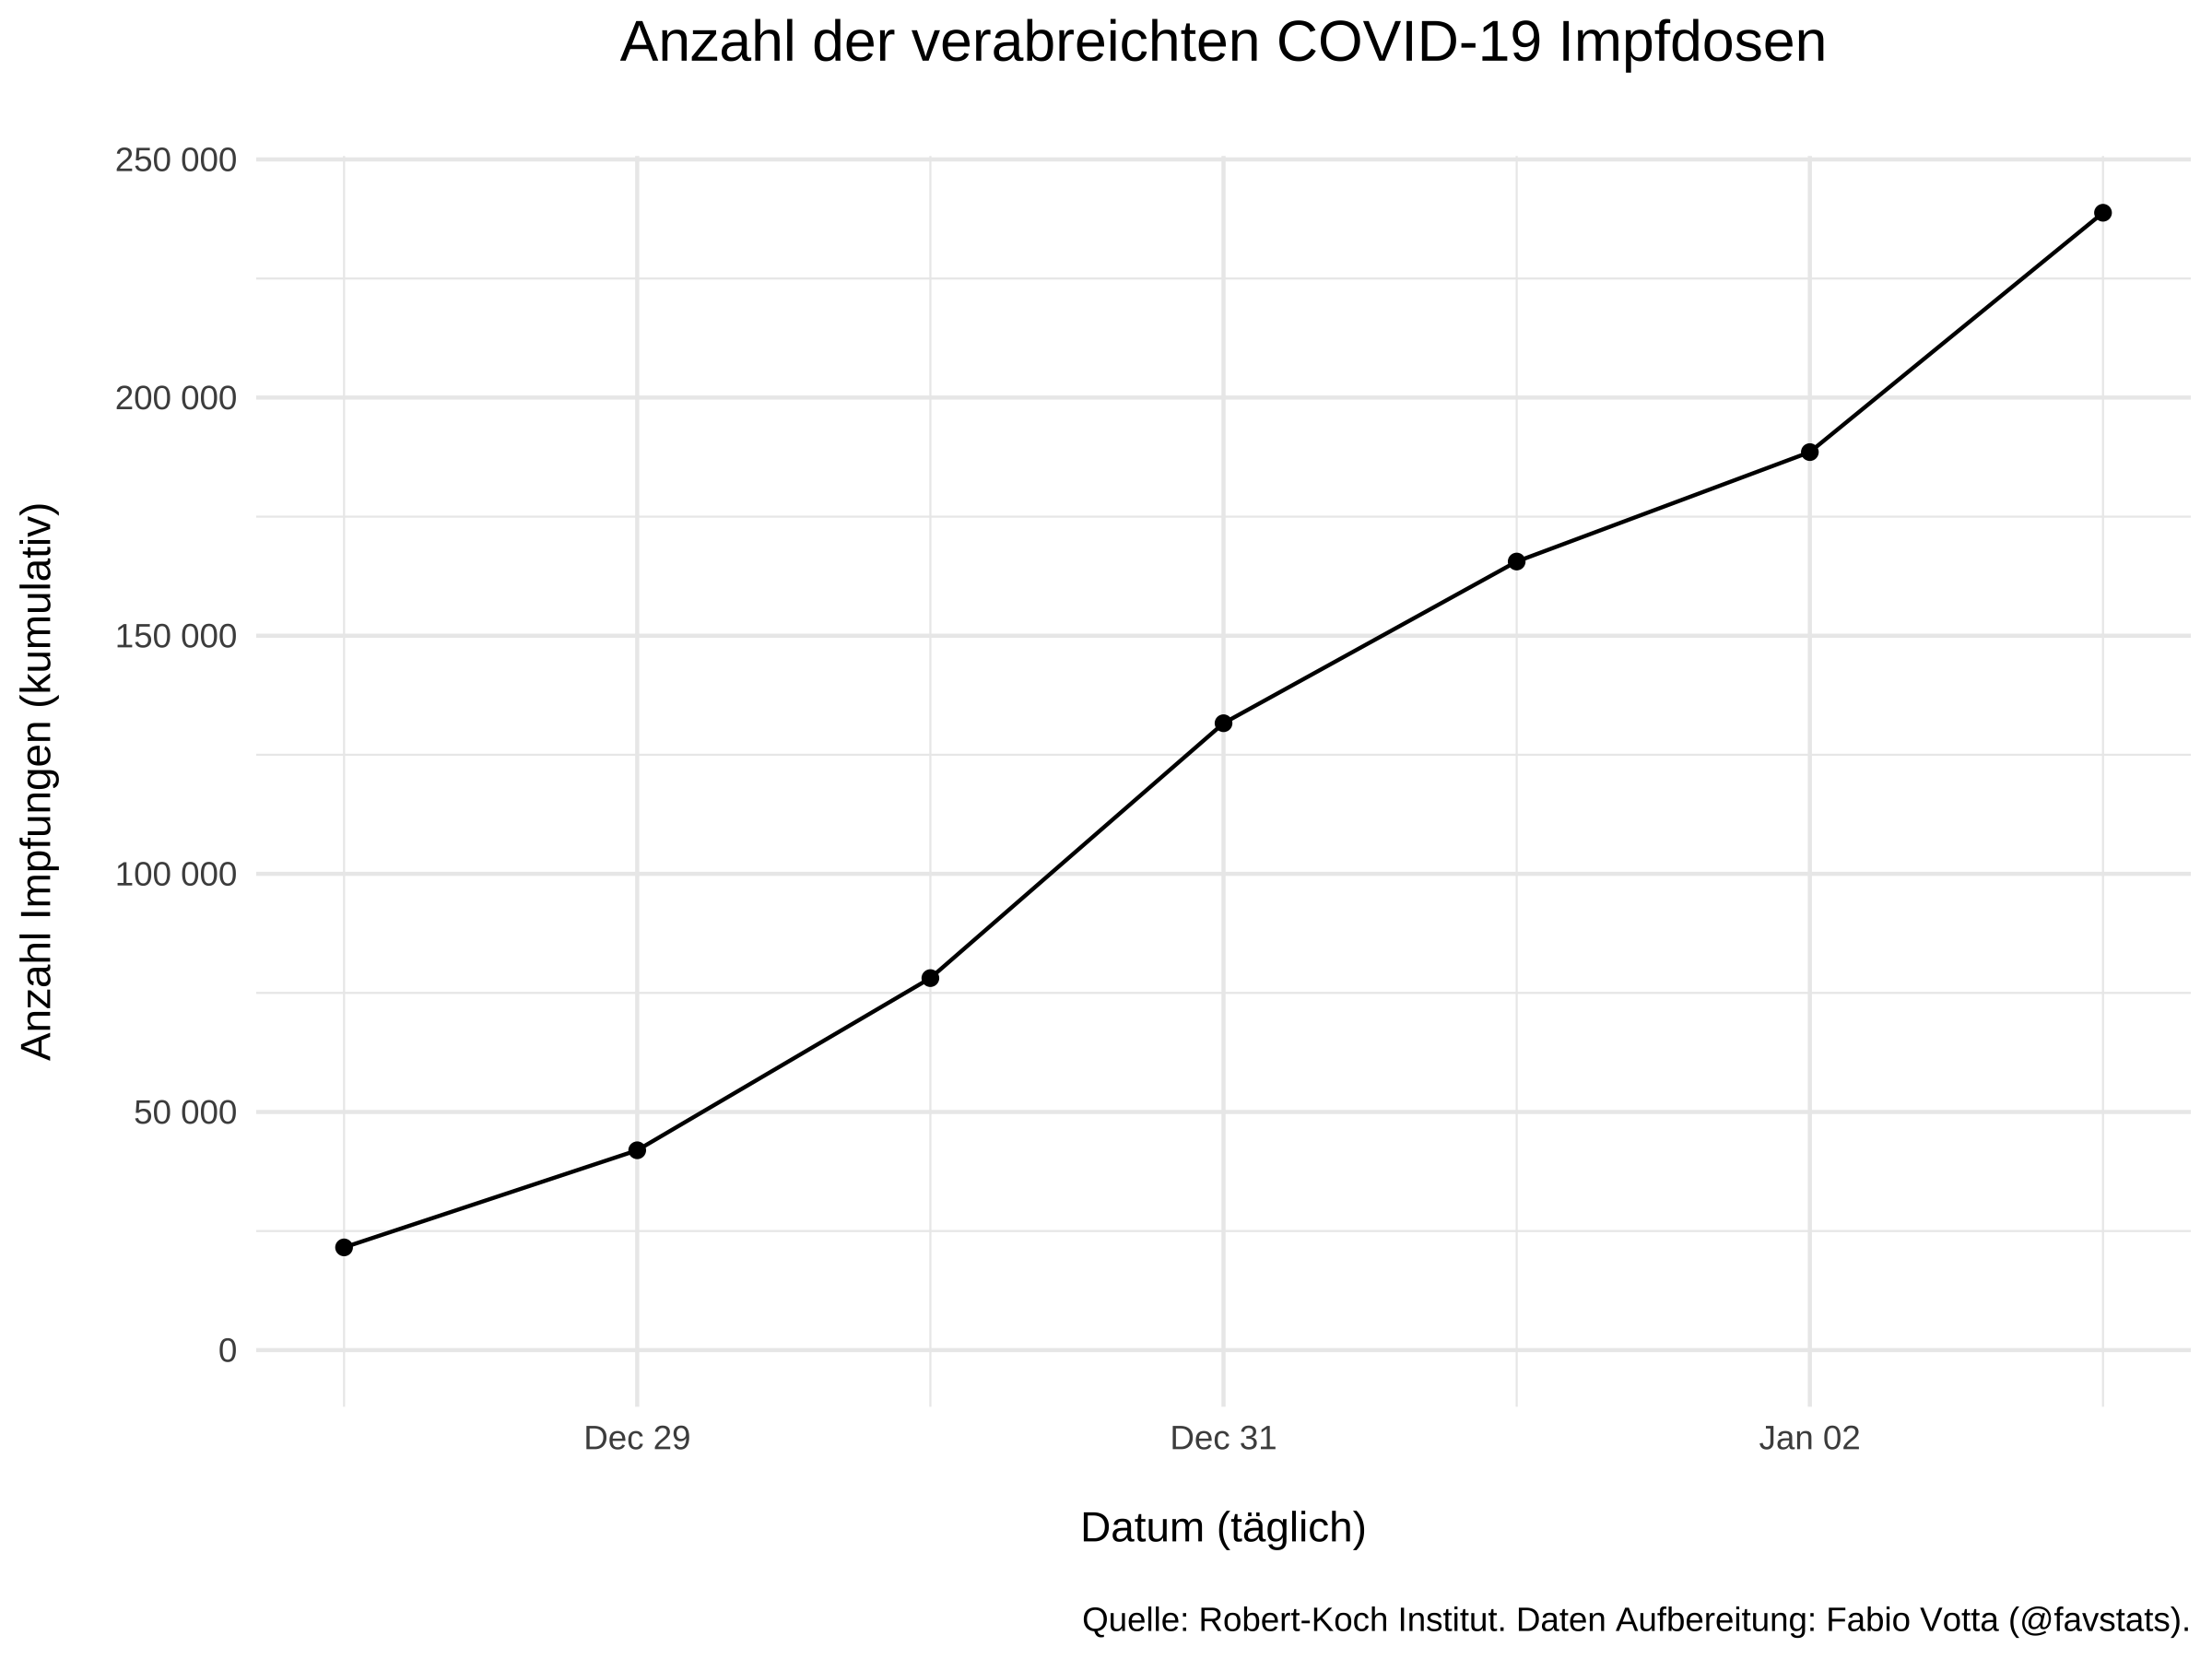 Anzahl der verabreichten COVID-19 Impfdosen
250 000
200 000
150 000
100 000
50 000
0
Anzahl Impfungen (kumulativ)
Dec 29
Dec 31
Jan 02
Datum (täglich)
Quelle: Robert-Koch Institut. Daten Aufbereitung: Fabio Votta (@favstats).